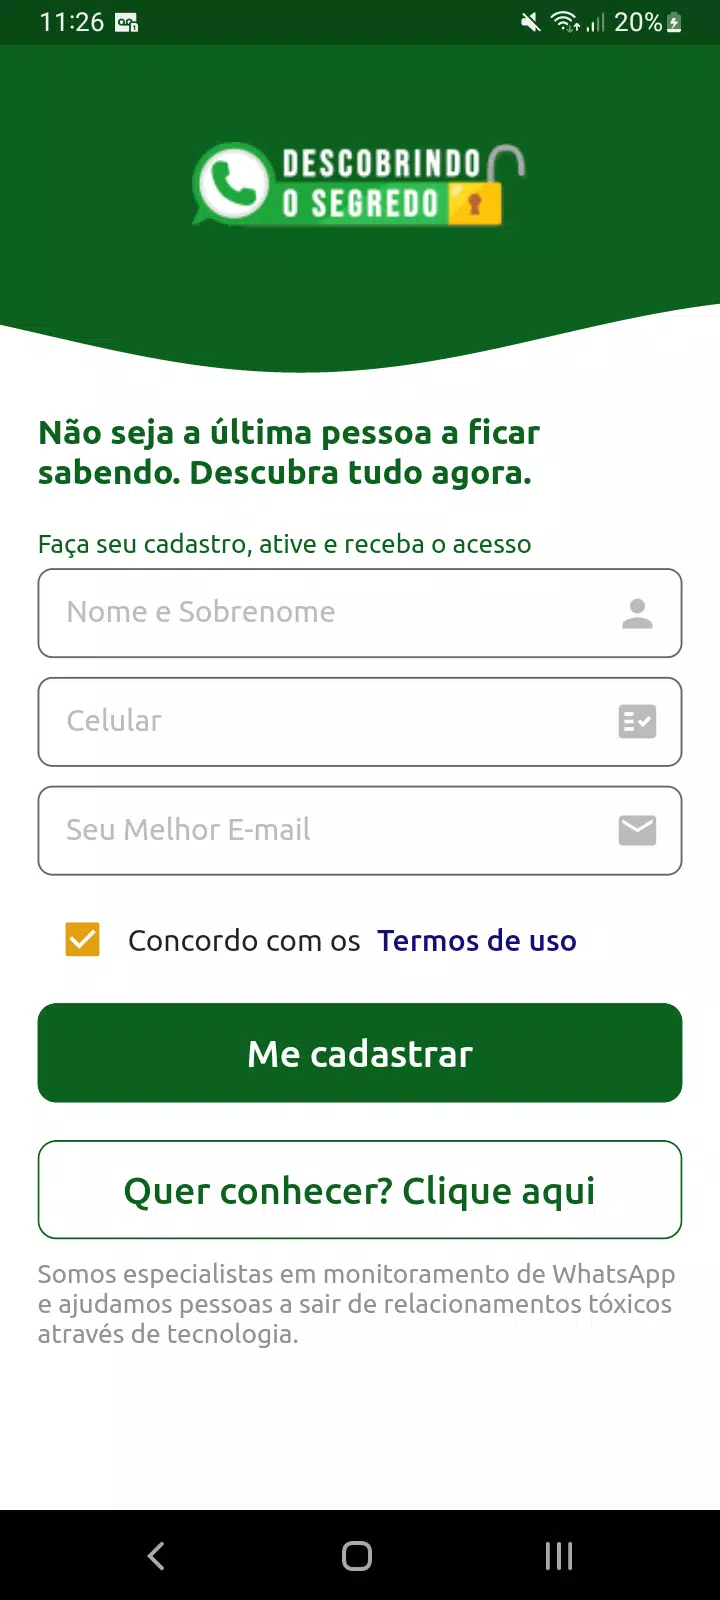 11:26
20%
DESCOBRINDO
O SEGREDO
Não seja a última pessoa a ficar
sabendo. Descubra tudo agora.
Faça seu cadastro, ative e receba o acesso
Nome e Sobrenome
Celular
Seu Melhor E-mail
Concordo com os Termos de uso
Me cadastrar
Quer conhecer? Clique aqui
Somos especialistas em monitoramento de WhatsApp
e ajudamos pessoas a sair de relacionamentos tóxicos
através de tecnologia.